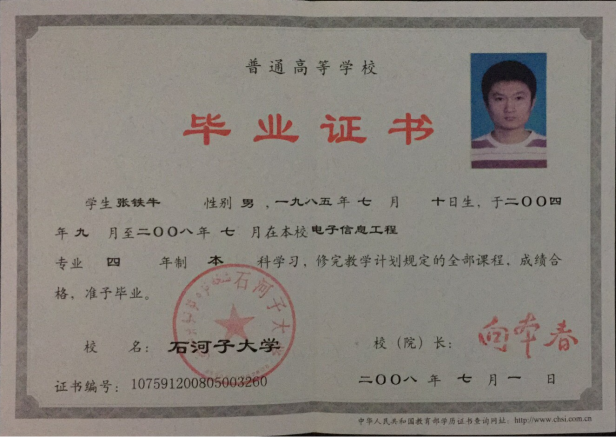 普通高等学校
毕业证书
学生 张铁牛 性别 男 , 一九八五年 七 月 十日生, 于二〇〇四
年 九 月至二〇〇八年 七 月在本校 电子信息工程
专业 四 年制 本 科学习, 修完教学计划规定的全部课程, 成绩合
格, 准予毕业。
石河子大学
校 名: 石河子大学 校（院）长: 向本春
证书编号: 107591200805003260 二〇〇八 年 七 月 一 日
中华人民共和国教育部学历证书查询网址: http://www.chsi.com.cn